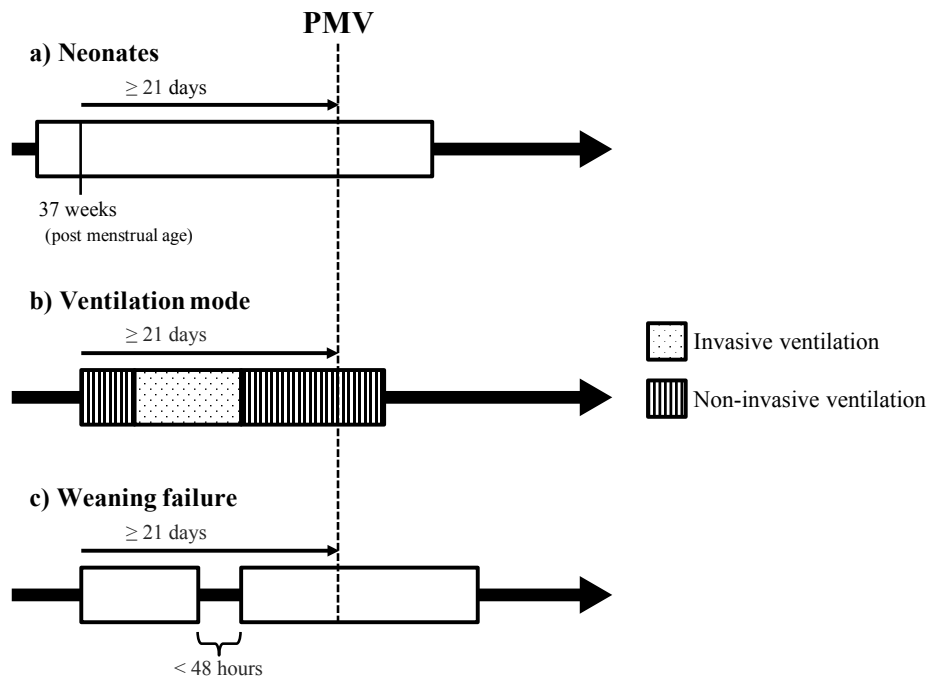 PMV
a) Neonates
≥ 21 days
37 weeks
(post menstrual age)
b) Ventilation mode
≥ 21 days
Invasive ventilation
Non-invasive ventilation
c) Weaning failure
≥ 21 days
< 48 hours